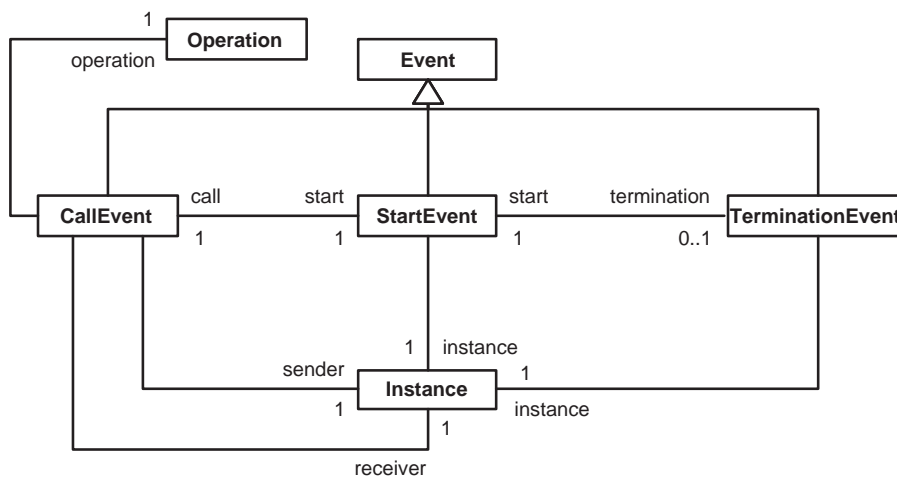 1
Operation
operation
Event
call
start
start
termination
CallEvent
StartEvent
TerminationEvent
1
1
1
0..1
1
instance
sender
1
Instance
1
instance
1
receiver